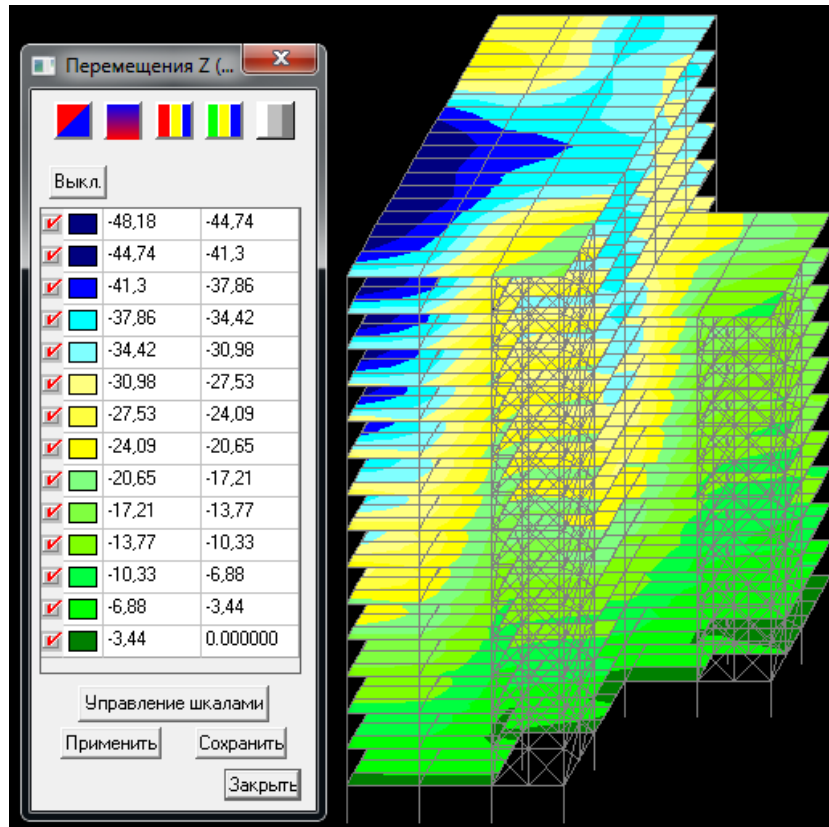 Перемещения Z (...
Выкл.
-48,18 -44,74
-44,74 -41,3
-41,3 -37,86
-37,86 -34,42
-34,42 -30,98
-30,98 -27,53
-27,53 -24,09
-24,09 -20,65
-20,65 -17,21
-17,21 -13,77
-13,77 -10,33
-10,33 -6,88
-6,88 -3,44
-3,44 0.000000
Управление шкалами
Применить Сохранить
Закрыть